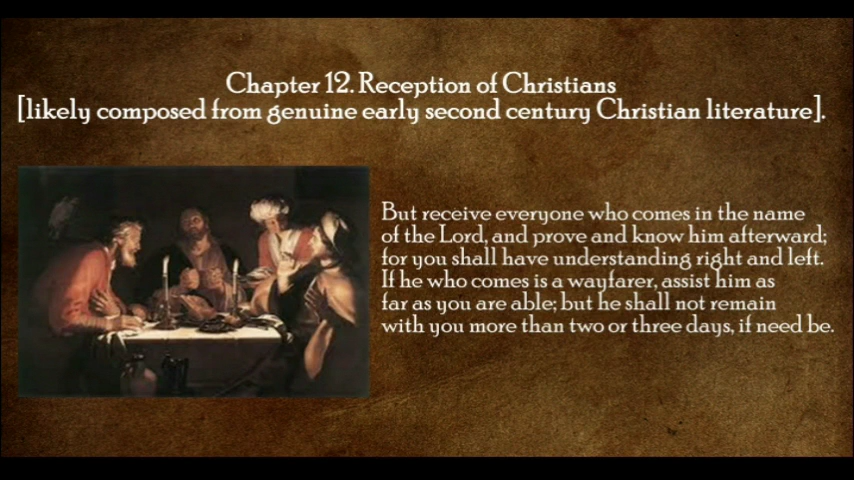 Chapter 12. Reception of Christians
[likely composed from genuine early second century Christian literature].
But receive everyone who comes in the name
of the Lord, and prove and know him afterward;
for you shall have understanding right and left.
If he who comes is a wayfarer, assist him as
far as you are able; but he shall not remain
with you more than two or three days, if need be.